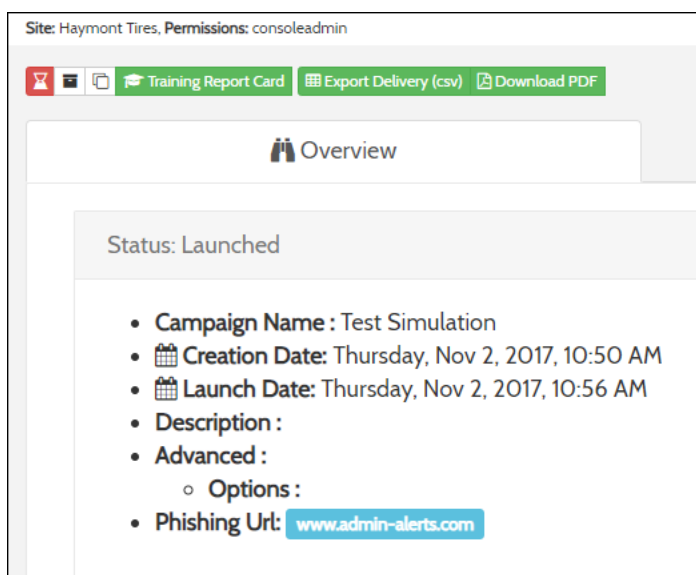 Site: Haymont Tires, Permissions: consoleadmin
Training Report Card Export Delivery (csv) Download PDF
Overview
Status: Launched
Campaign Name : Test Simulation
Creation Date: Thursday, Nov 2, 2017, 10:50 AM
Launch Date: Thursday, Nov 2, 2017, 10:56 AM
Description :
Advanced :
Options :
Phishing Url: www.admin-alerts.com